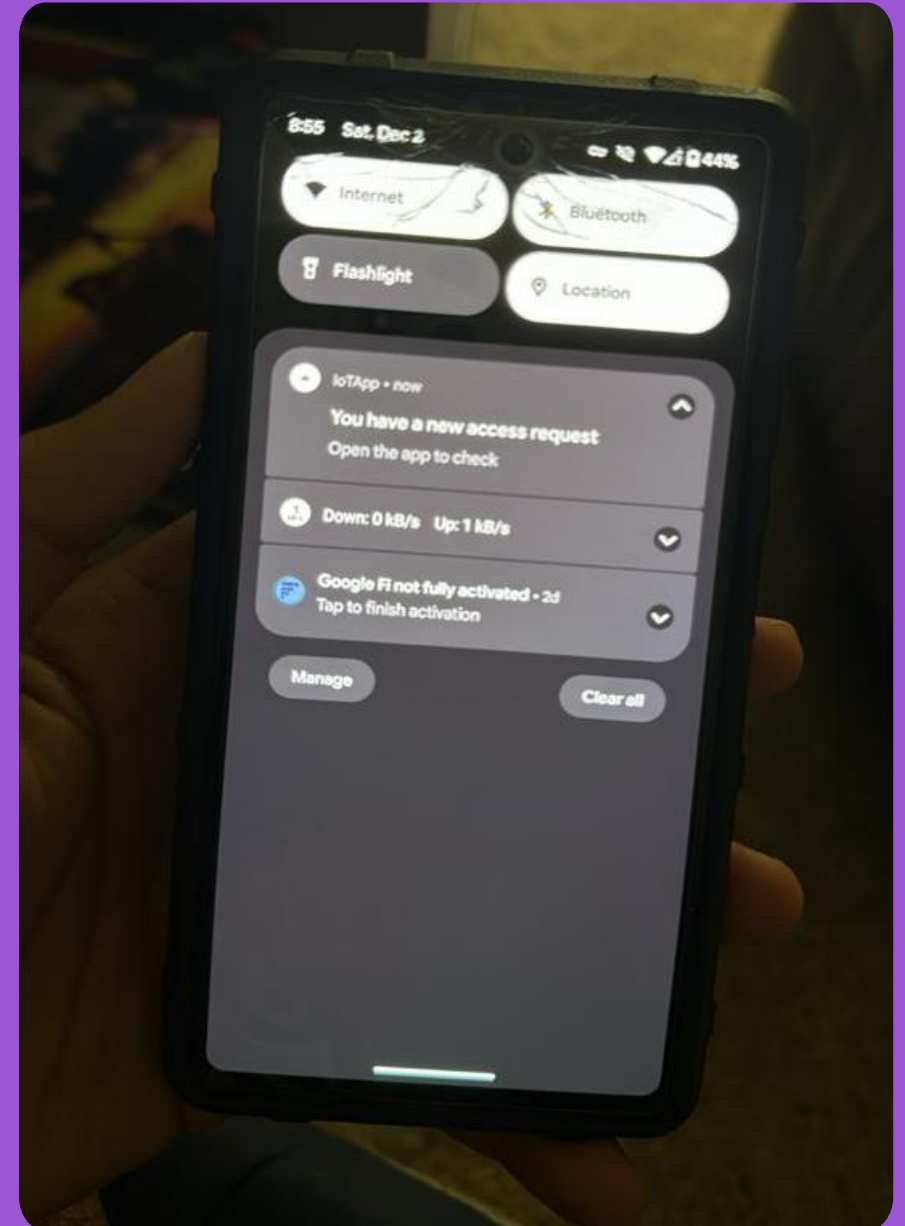 8:55 Sat, Dec 2 44%
Internet
Bluetooth
Flashlight
Location
IoTApp • now
You have a new access request
Open the app to check
Down: 0 kB/s Up: 1 kB/s
Google Fi not fully activated • 2d
Tap to finish activation
Manage
Clear all